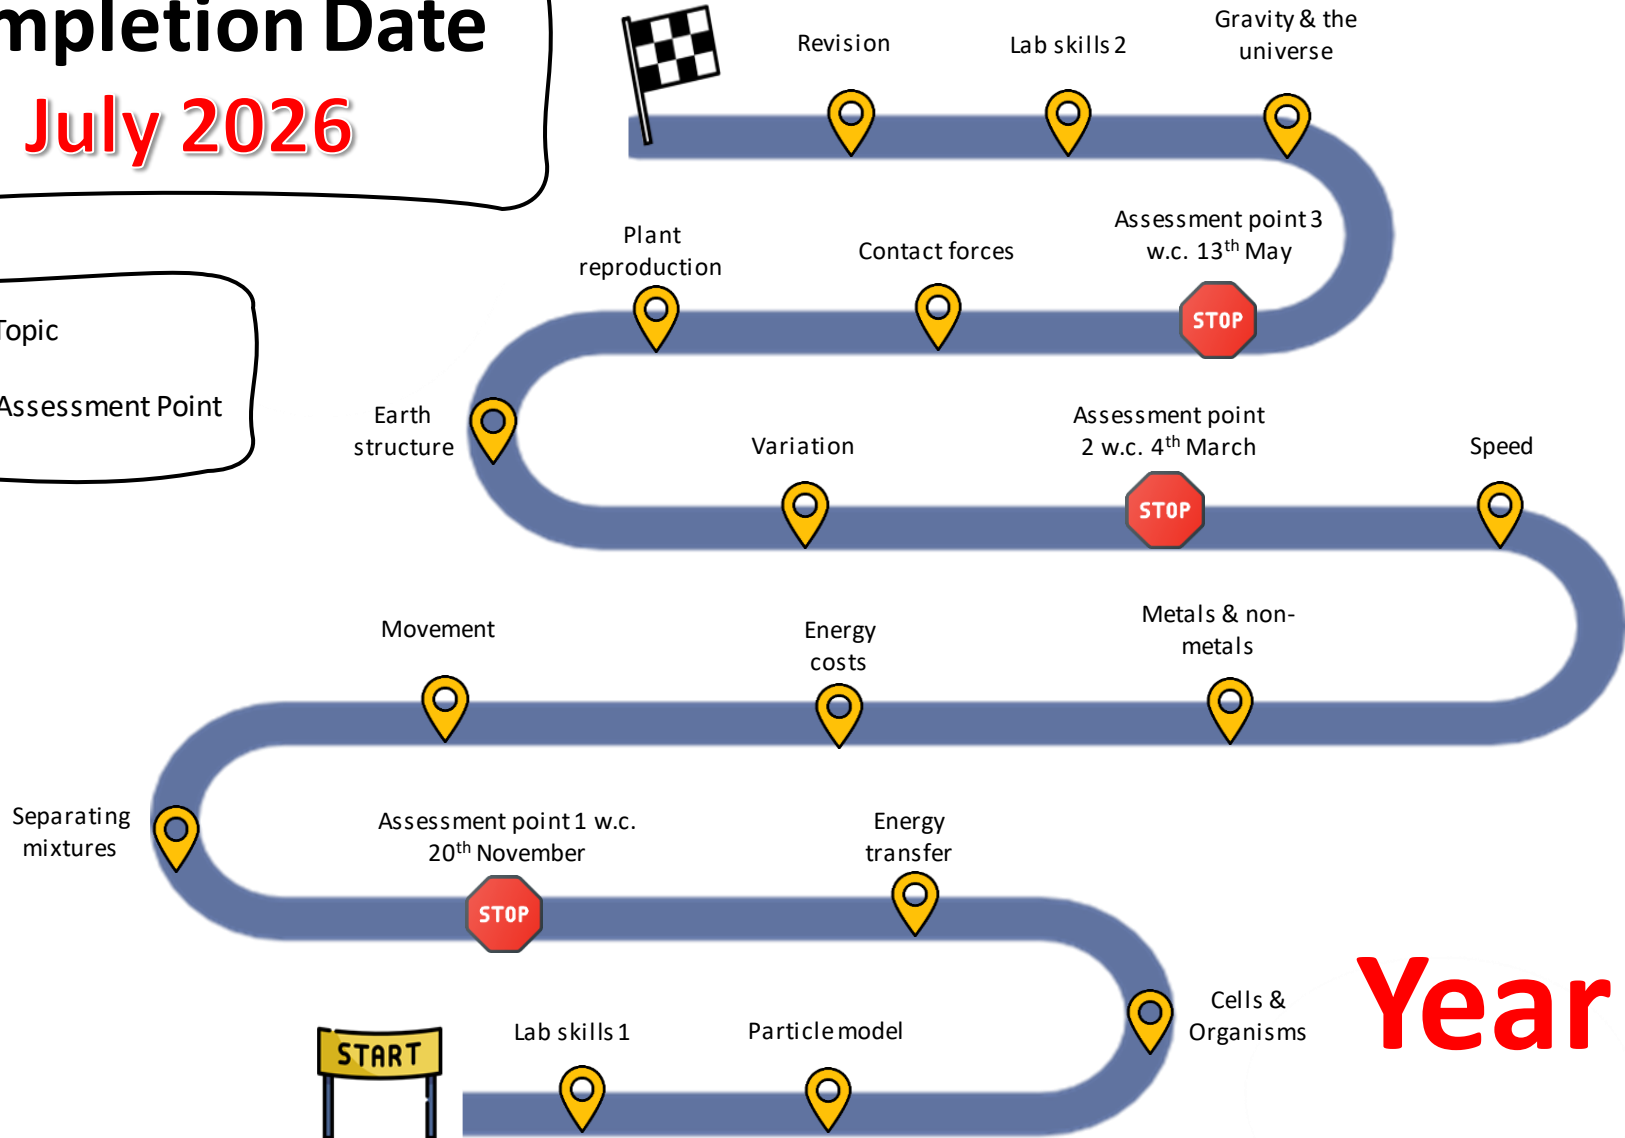 mpletion Date
July 2026
Revision
Lab skills 2
Gravity & the
universe
Plant
reproduction
Contact forces
Assessment point 3
w.c. 13th May
STOP
Topic
Assessment Point
Earth
structure
Variation
Assessment point
2 w.c. 4th March
STOP
Speed
Movement
Energy
costs
Metals & non-
metals
Separating
mixtures
Assessment point 1 w.c.
20th November
STOP
Energy
transfer
Cells &
Organisms
Year
START
Lab skills 1
Particle model